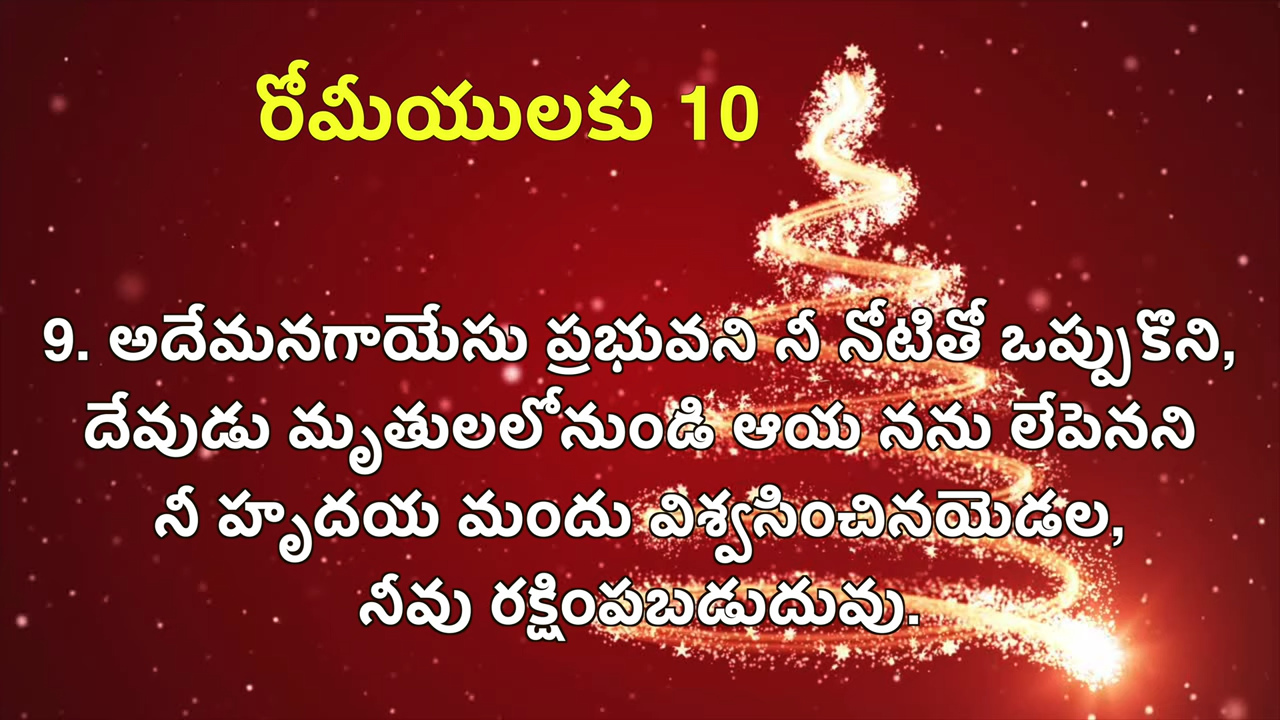 రోమీయులకు 10
9. అదేమనగాయేసు ప్రభువని నీ నోటితో ఒప్పుకొని,
దేవుడు మృతులలోనుండి ఆయ నను లేపెనని
నీ హృదయ మందు విశ్వసించినయెడల,
నీవు రక్షింపబడుదువు.